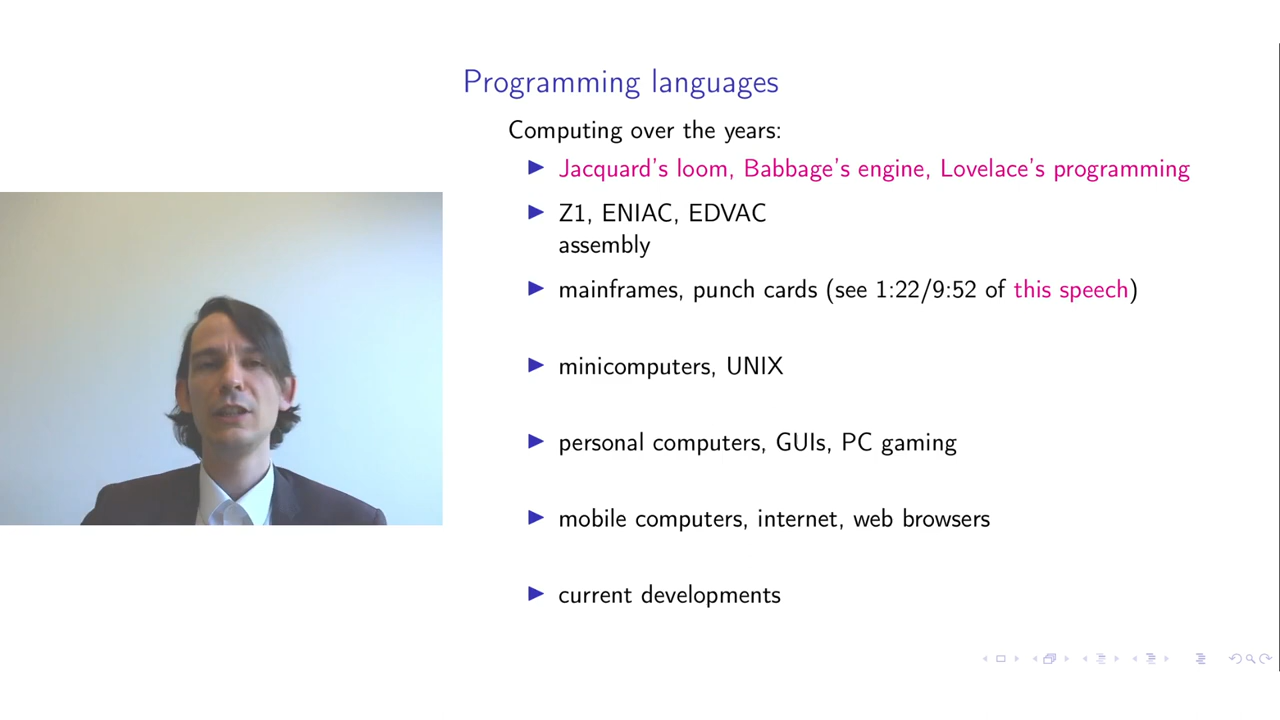 Programming languages
Computing over the years:
Jacquard's loom, Babbage's engine, Lovelace's programming
Z1, ENIAC, EDVAC
assembly
mainframes, punch cards (see 1:22/9:52 of this speech)
minicomputers, UNIX
personal computers, GUIs, PC gaming
mobile computers, internet, web browsers
current developments